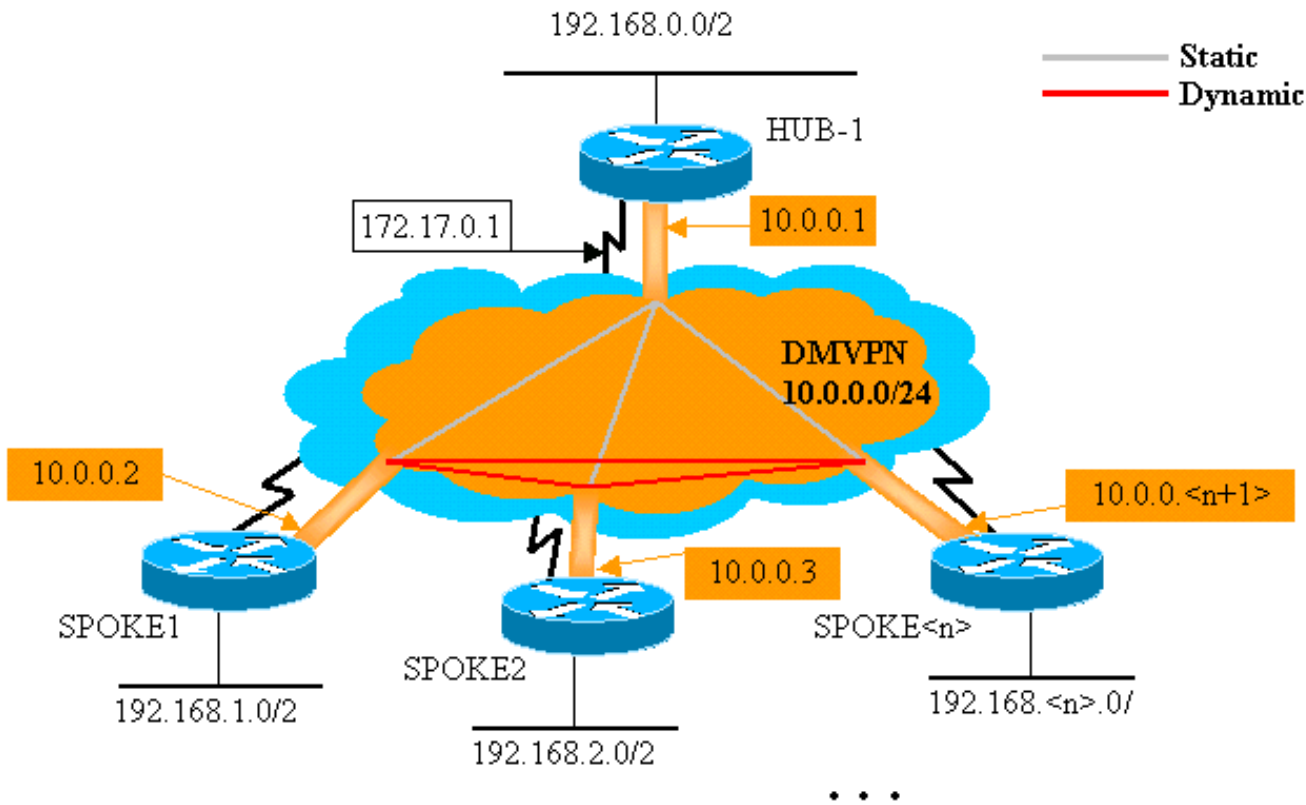 192.168.0.0/2
Static
Dynamic
HUB-1
172.17.0.1
10.0.0.1
DMVPN
10.0.0.0/24
10.0.0.2
10.0.0.<n+1>
10.0.0.3
SPOKE1
SPOKE2
SPOKE<n>
192.168.1.0/2
192.168.2.0/2
192.168.<n>.0/
. . .